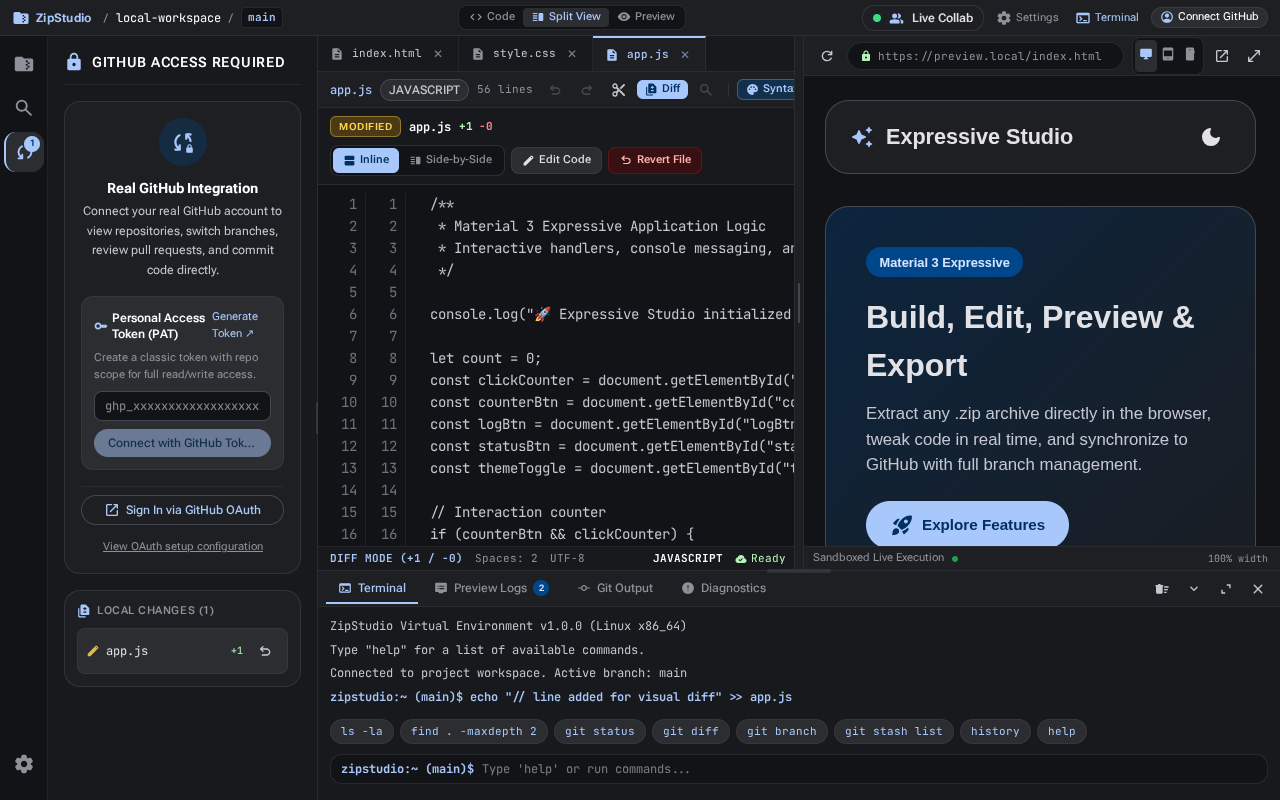 ZipStudio / local-workspace / main
Code
Split View
Preview
Live Collab
Settings
Terminal
Connect GitHub
GITHUB ACCESS REQUIRED
1
Real GitHub Integration
Connect your real GitHub account to
view repositories, switch branches,
review pull requests, and commit
code directly.
Personal Access
Token (PAT)
Generate
Token ↗
Create a classic token with repo
scope for full read/write access.
ghp_xxxxxxxxxxxxxxxxxx
Connect with GitHub Tok...
Sign In via GitHub OAuth
View OAuth setup configuration
LOCAL CHANGES (1)
app.js +1
index.html
style.css
app.js
app.js JAVASCRIPT 56 lines
Diff
MODIFIED app.js +1 -0
Inline
Side-by-Side
Edit Code
Revert File
1 1 /**
2 2 * Material 3 Expressive Application Logic
3 3 * Interactive handlers, console messaging,
4 4 */
5 5
6 6 console.log("🚀 Expressive Studio initialized
7 7
8 8 let count = 0;
9 9 const clickCounter = document.getElementById("
10 10 const counterBtn = document.getElementById("co
11 11 const logBtn = document.getElementById("logBtn
12 12 const statusBtn = document.getElementById("sta
13 13 const themeToggle = document.getElementById("t
14 14
15 15 // Interaction counter
16 16 if (counterBtn && clickCounter) {
DIFF MODE (+1 / -0) Spaces: 2 UTF-8 JAVASCRIPT Ready
https://preview.local/index.html
Expressive Studio
Material 3 Expressive
Build, Edit, Preview &
Export
Extract any .zip archive directly in the browser,
tweak code in real time, and synchronize to
GitHub with full branch management.
Explore Features
Sandboxed Live Execution
100% width
Terminal
Preview Logs 2
Git Output
Diagnostics
ZipStudio Virtual Environment v1.0.0 (Linux x86_64)
Type "help" for a list of available commands.
Connected to project workspace. Active branch: main
zipstudio:~ (main)$ echo "// line added for visual diff" >> app.js
ls -la
find . -maxdepth 2
git status
git diff
git branch
git stash list
history
help
zipstudio:~ (main)$ Type 'help' or run commands...